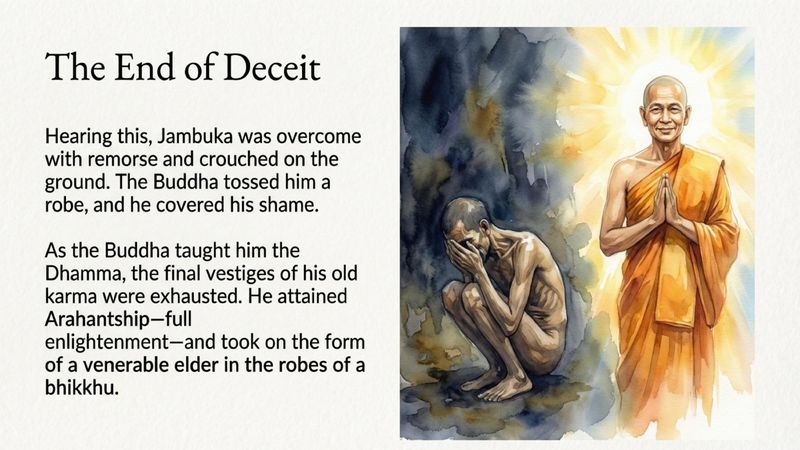 The End of Deceit
Hearing this, Jambuka was overcome
with remorse and crouched on the
ground. The Buddha tossed him a
robe, and he covered his shame.
As the Buddha taught him the
Dhamma, the final vestiges of his old
karma were exhausted. He attained
Arahantship—full
enlightenment—and took on the form
of a venerable elder in the robes of a
bhikkhu.